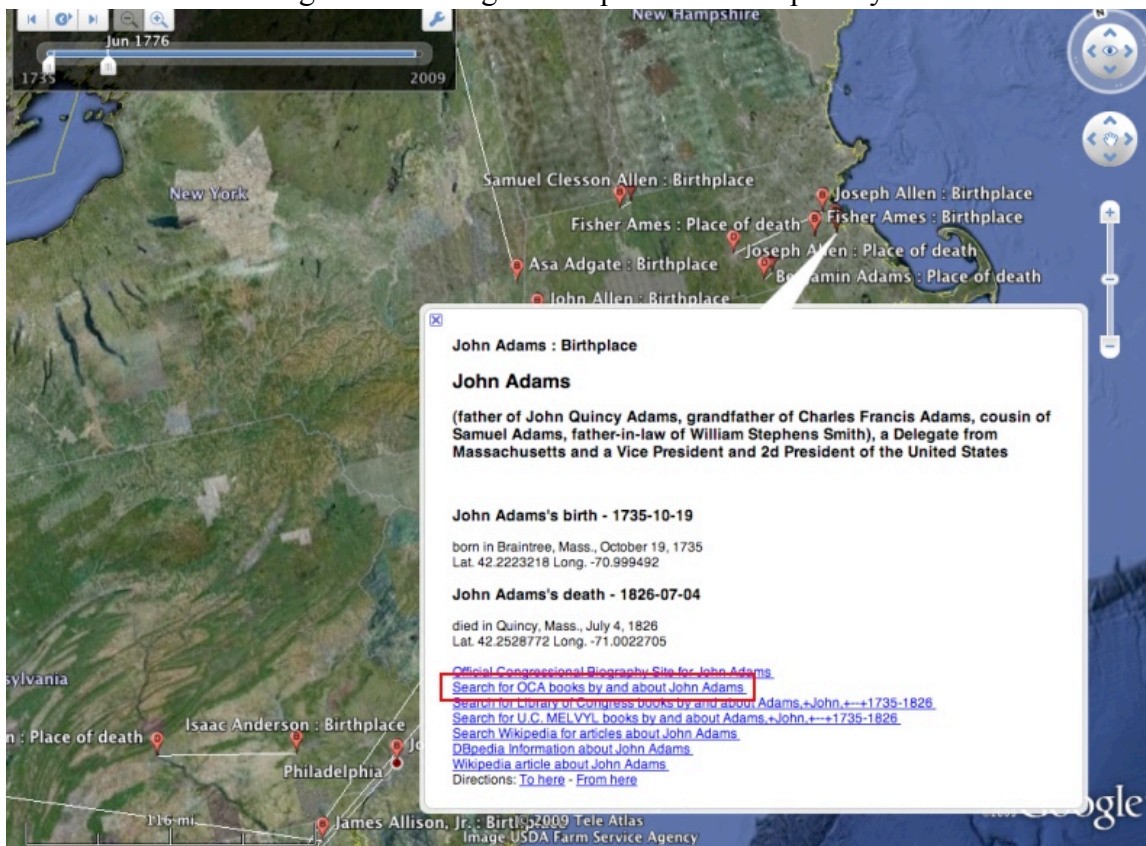 New Hampshire
Jun 1776
1735
2009
N
New York
Samuel Clesson Allen : Birthplace
Joseph Allen : Birthplace
Fisher Ames : Place of death
Fisher Ames : Birthplace
Joseph Allen : Place of death
Asa Adgate : Birthplace
Benjamin Adams : Place of death
John Allen : Birthplace
John Adams : Birthplace
John Adams
(father of John Quincy Adams, grandfather of Charles Francis Adams, cousin of
Samuel Adams, father-in-law of William Stephens Smith), a Delegate from
Massachusetts and a Vice President and 2d President of the United States
John Adams's birth - 1735-10-19
born in Braintree, Mass., October 19, 1735
Lat. 42.2223218 Long. -70.999492
John Adams's death - 1826-07-04
died in Quincy, Mass., July 4, 1826
Lat. 42.2528772 Long. -71.0022705
Official Congressional Biography Site for John Adams
Search for OCA books by and about John Adams
Search for Library of Congress books by and about Adams,+John,+--+1735-1826
Search for U.C. MELVYL books by and about Adams,+John,+--+1735-1826
Search Wikipedia for articles about John Adams
DBpedia Information about John Adams
Wikipedia article about John Adams
Directions: To here - From here
sylvania
Isaac Anderson : Birthplace
n : Place of death
Jo
Philadelphia
116 mi
James Allison, Jr. : Birthplace
©2009 Tele Atlas
Image USDA Farm Service Agency
©2009 Google